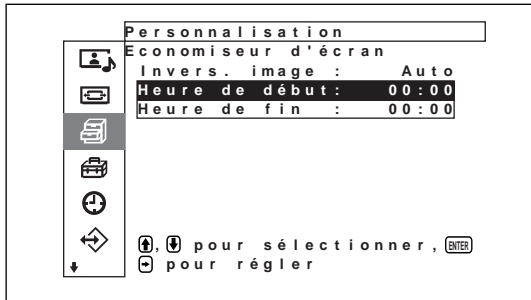 Personnalisation
Economiseur d'écran
Invers. image : Auto
Heure de début: 00:00
Heure de fin : 00:00
, pour sélectionner, ENTER
pour régler